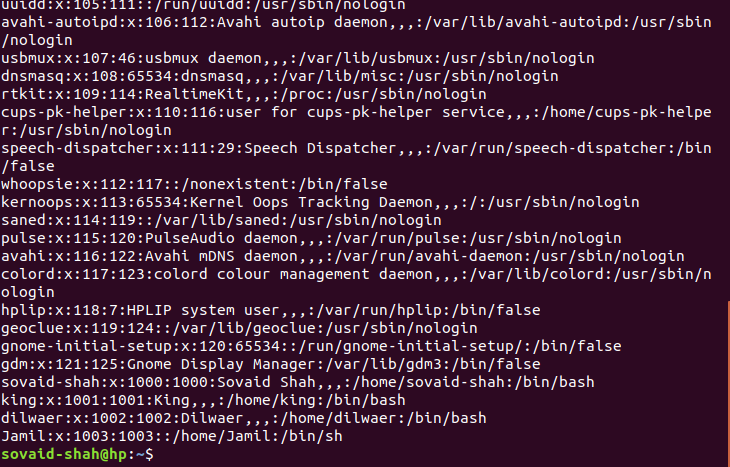 uuidd:x:105:111::/run/uuidd:/usr/sbin/nologin
avahi-autoipd:x:106:112:Avahi autoip daemon,,,:/var/lib/avahi-autoipd:/usr/sbin
/nologin
usbmux:x:107:46:usbmux daemon,,,:/var/lib/usbmux:/usr/sbin/nologin
dnsmasq:x:108:65534:dnsmasq,,,:/var/lib/misc:/usr/sbin/nologin
rtkit:x:109:114:RealtimeKit,,,:/proc:/usr/sbin/nologin
cups-pk-helper:x:110:116:user for cups-pk-helper service,,,:/home/cups-pk-helpe
r:/usr/sbin/nologin
speech-dispatcher:x:111:29:Speech Dispatcher,,,:/var/run/speech-dispatcher:/bin
/false
whoopsie:x:112:117::/nonexistent:/bin/false
kernoops:x:113:65534:Kernel Oops Tracking Daemon,,,:/:/usr/sbin/nologin
saned:x:114:119::/var/lib/saned:/usr/sbin/nologin
pulse:x:115:120:PulseAudio daemon,,,:/var/run/pulse:/usr/sbin/nologin
avahi:x:116:122:Avahi mDNS daemon,,,:/var/run/avahi-daemon:/usr/sbin/nologin
colord:x:117:123:colord colour management daemon,,,:/var/lib/colord:/usr/sbin/n
ologin
hplip:x:118:7:HPLIP system user,,,:/var/run/hplip:/bin/false
geoclue:x:119:124::/var/lib/geoclue:/usr/sbin/nologin
gnome-initial-setup:x:120:65534::/run/gnome-initial-setup/:/bin/false
gdm:x:121:125:Gnome Display Manager:/var/lib/gdm3:/bin/false
sovaid-shah:x:1000:1000:Sovaid Shah,,,:/home/sovaid-shah:/bin/bash
king:x:1001:1001:King,,,:/home/king:/bin/bash
dilwaer:x:1002:1002:Dilwaer,,,:/home/dilwaer:/bin/bash
Jamil:x:1003:1003::/home/Jamil:/bin/sh
sovaid-shah@hp:~$